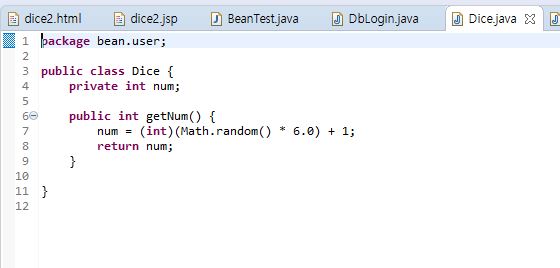 dice2.html dice2.jsp BeanTest.java DbLogin.java Dice.java
1 package bean.user;
2
3 public class Dice {
4     private int num;
5
6     public int getNum() {
7         num = (int)(Math.random() * 6.0) + 1;
8         return num;
9     }
10
11 }
12